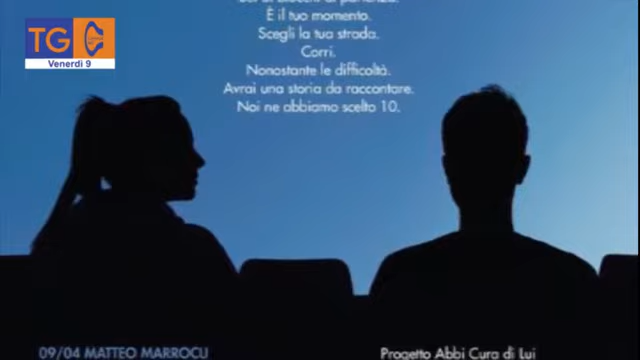 TG
Venerdì 9
È il tuo momento.
Scegli la tua strada.
Corri.
Nonostante le difficoltà.
Avrai una storia da raccontare.
Noi ne abbiamo scelto 10.
09/04 MATTEO MARROCU
Progetto Abbi Cura di Lui